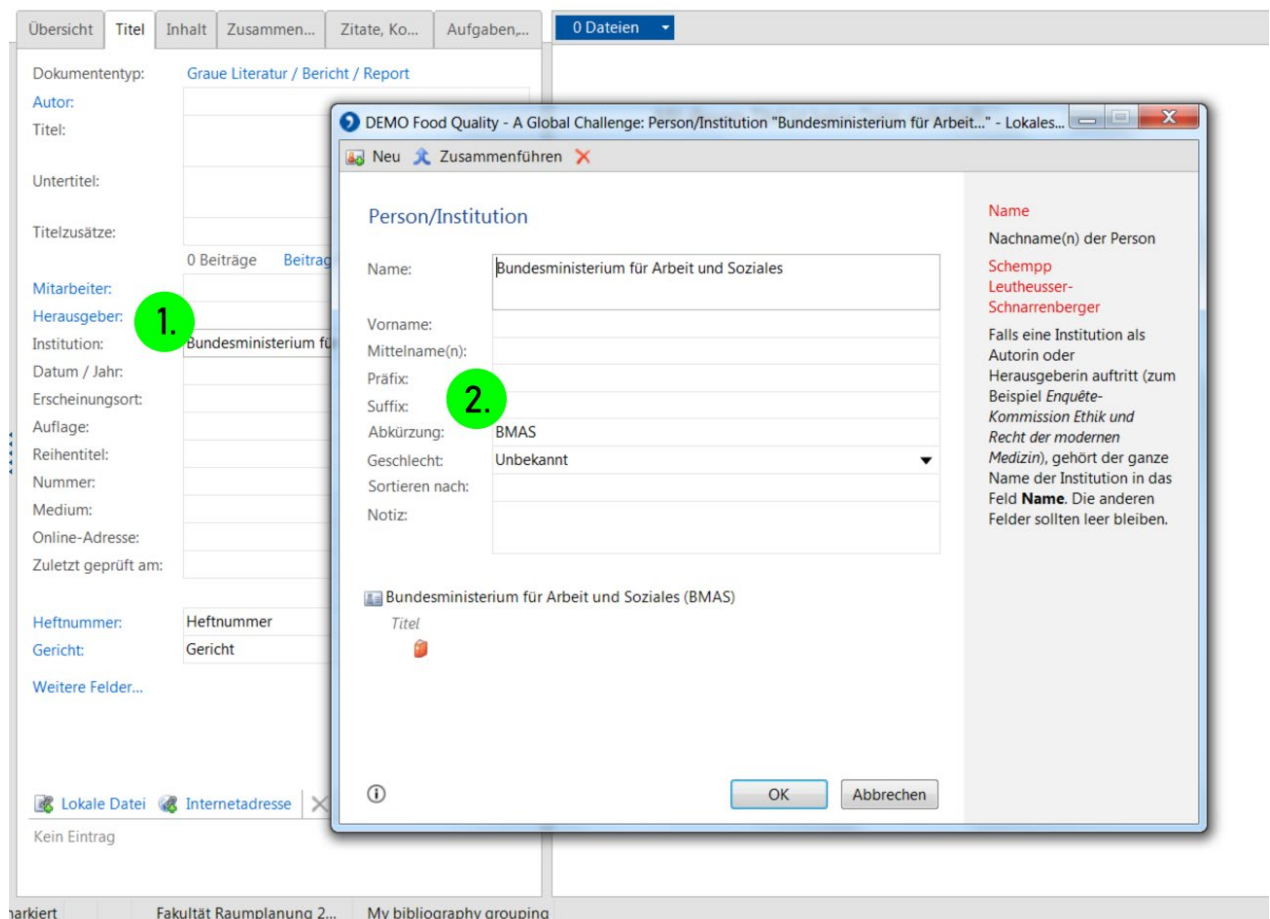 Übersicht Titel Inhalt Zusammen... Zitate, Ko... Aufgaben,...
0 Dateien
Dokumententyp: Graue Literatur / Bericht / Report
Autor:
Titel:
Untertitel:
Titelzusätze:
0 Beiträge Beitrag
Mitarbeiter:
Herausgeber:
1.
Institution: Bundesministerium fü
Datum / Jahr:
Erscheinungsort:
Auflage:
Reihentitel:
Nummer:
Medium:
Online-Adresse:
Zuletzt geprüft am:
Heftnummer: Heftnummer
Gericht: Gericht
Weitere Felder...
Lokale Datei Internetadresse
Kein Eintrag
DEMO Food Quality - A Global Challenge: Person/Institution "Bundesministerium für Arbeit..." - Lokales...
Neu Zusammenführen
Person/Institution
Name: Bundesministerium für Arbeit und Soziales
Vorname:
Mittelname(n):
Präfix:
Suffix:
2.
Abkürzung: BMAS
Geschlecht: Unbekannt
Sortieren nach:
Notiz:
Bundesministerium für Arbeit und Soziales (BMAS)
Titel
OK Abbrechen
Name
Nachname(n) der Person
Schempp
Leutheusser-
Schnarrenberger
Falls eine Institution als
Autorin oder
Herausgeberin auftritt (zum
Beispiel Enquête-
Kommission Ethik und
Recht der modernen
Medizin), gehört der ganze
Name der Institution in das
Feld Name. Die anderen
Felder sollten leer bleiben.
markiert Fakultät Raumplanung 2... My bibliography grouping